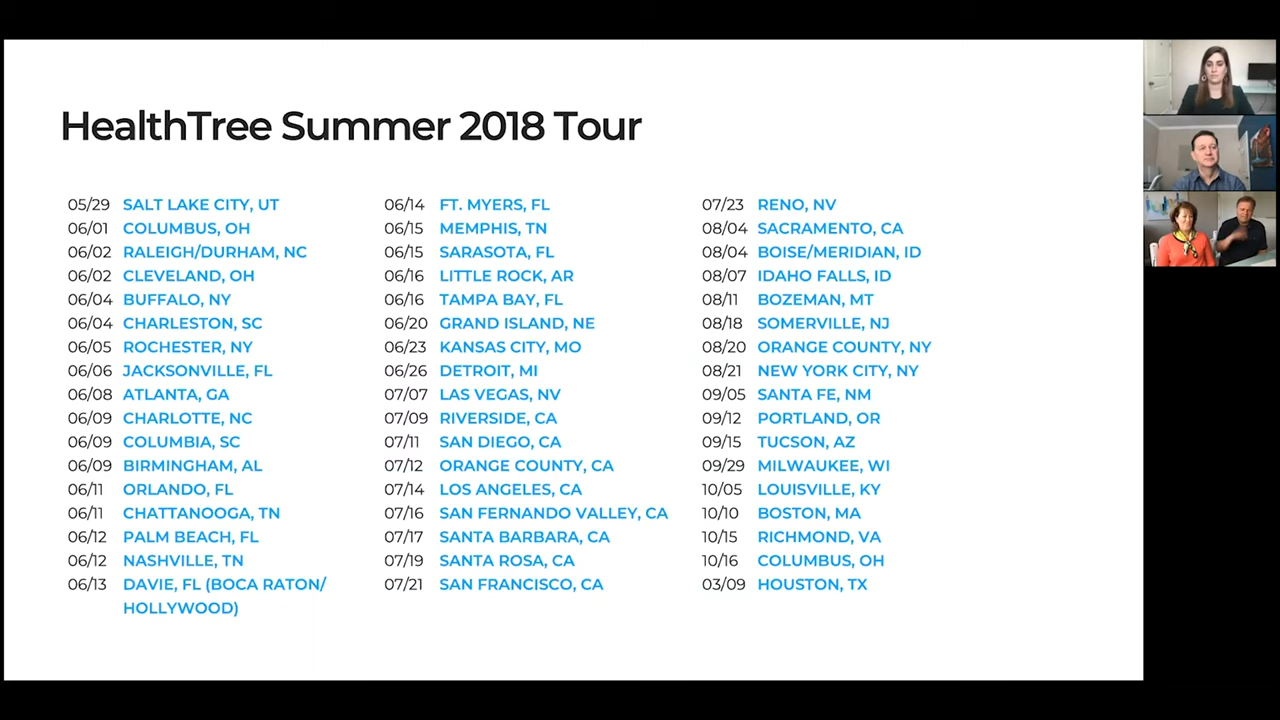 HealthTree Summer 2018 Tour
05/29 SALT LAKE CITY, UT
06/01 COLUMBUS, OH
06/02 RALEIGH/DURHAM, NC
06/02 CLEVELAND, OH
06/04 BUFFALO, NY
06/04 CHARLESTON, SC
06/05 ROCHESTER, NY
06/06 JACKSONVILLE, FL
06/08 ATLANTA, GA
06/09 CHARLOTTE, NC
06/09 COLUMBIA, SC
06/09 BIRMINGHAM, AL
06/11 ORLANDO, FL
06/11 CHATTANOOGA, TN
06/12 PALM BEACH, FL
06/12 NASHVILLE, TN
06/13 DAVIE, FL (BOCA RATON/
HOLLYWOOD)
06/14 FT. MYERS, FL
06/15 MEMPHIS, TN
06/15 SARASOTA, FL
06/16 LITTLE ROCK, AR
06/16 TAMPA BAY, FL
06/20 GRAND ISLAND, NE
06/23 KANSAS CITY, MO
06/26 DETROIT, MI
07/07 LAS VEGAS, NV
07/09 RIVERSIDE, CA
07/11 SAN DIEGO, CA
07/12 ORANGE COUNTY, CA
07/14 LOS ANGELES, CA
07/16 SAN FERNANDO VALLEY, CA
07/17 SANTA BARBARA, CA
07/19 SANTA ROSA, CA
07/21 SAN FRANCISCO, CA
07/23 RENO, NV
08/04 SACRAMENTO, CA
08/04 BOISE/MERIDIAN, ID
08/07 IDAHO FALLS, ID
08/11 BOZEMAN, MT
08/18 SOMERVILLE, NJ
08/20 ORANGE COUNTY, NY
08/21 NEW YORK CITY, NY
09/05 SANTA FE, NM
09/12 PORTLAND, OR
09/15 TUCSON, AZ
09/29 MILWAUKEE, WI
10/05 LOUISVILLE, KY
10/10 BOSTON, MA
10/15 RICHMOND, VA
10/16 COLUMBUS, OH
03/09 HOUSTON, TX